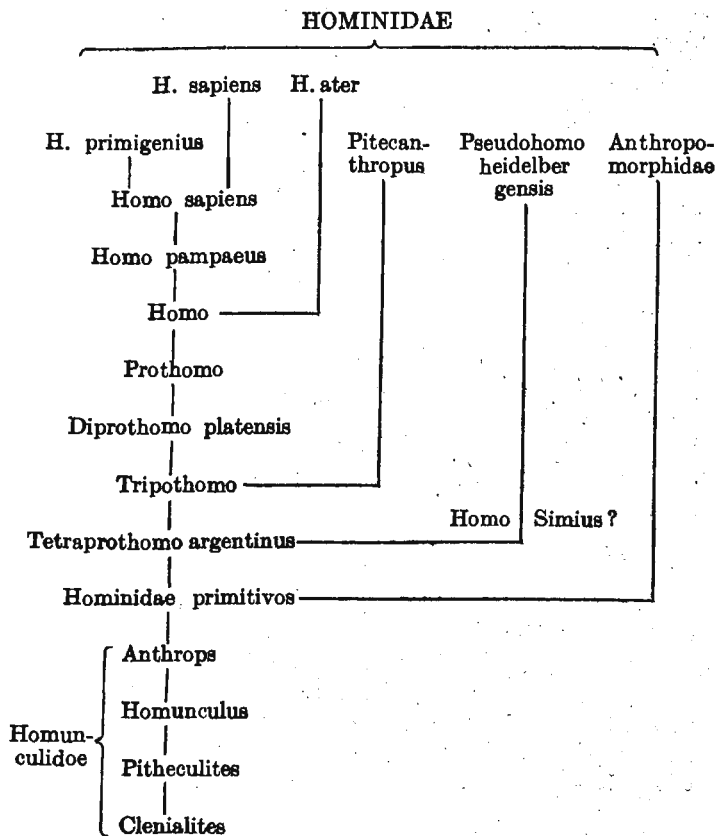 HOMINIDAE
H. sapiens H. ater
H. primigenius
Pitecan-
thropus
Pseudohomo
heidelber
gensis
Anthropo-
morphidae
Homo sapiens
Homo pampaeus
Homo
Prothomo
Diprothomo platensis
Tripothomo
Homo Simius?
Tetraprothomo argentinus
Hominidae primitivos
Anthrops
Homunculus
Homun-
culidoe
Pitheculites
Clenialites